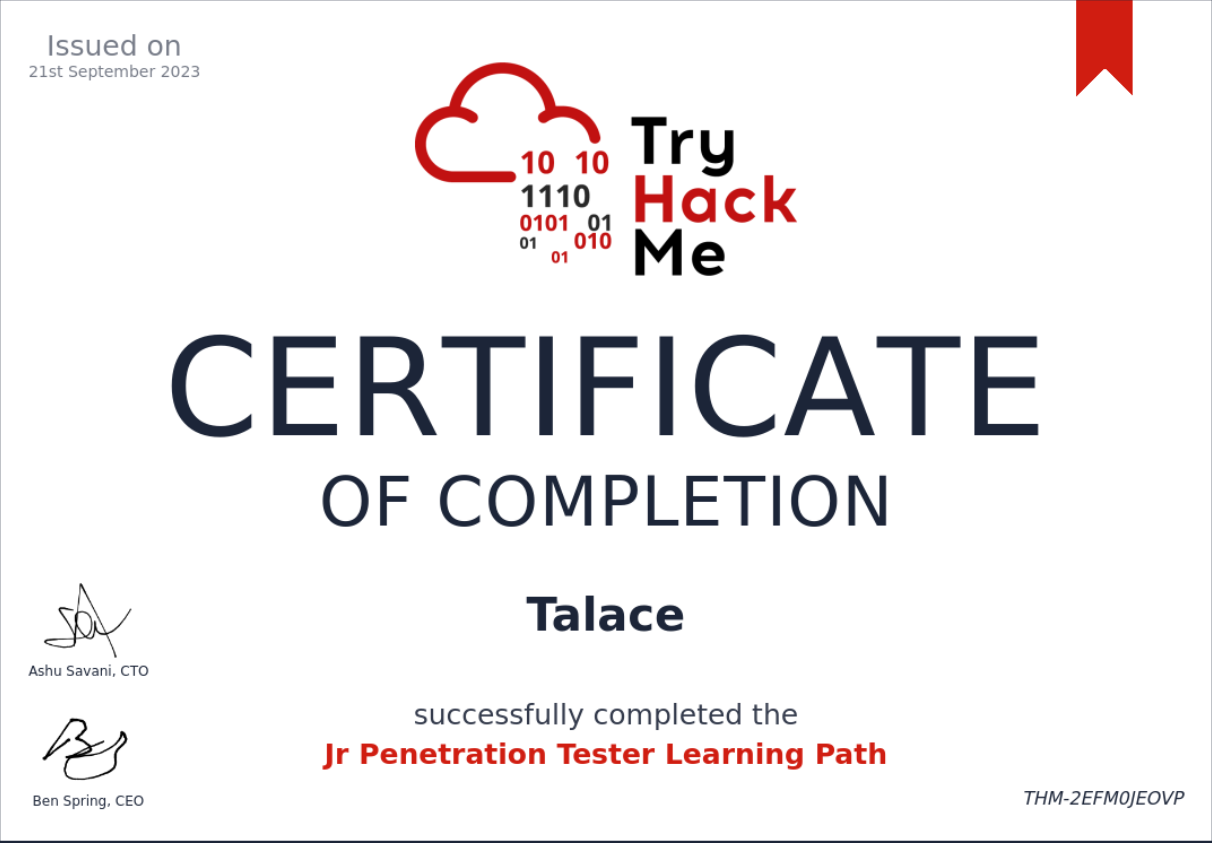 Issued on
21st September 2023
10 10
1110
0101 01
01 010
01
Try
Hack
Me
CERTIFICATE
OF COMPLETION
Talace
Ashu Savani, CTO
successfully completed the
Jr Penetration Tester Learning Path
Ben Spring, CEO
THM-2EFM0JEOVP